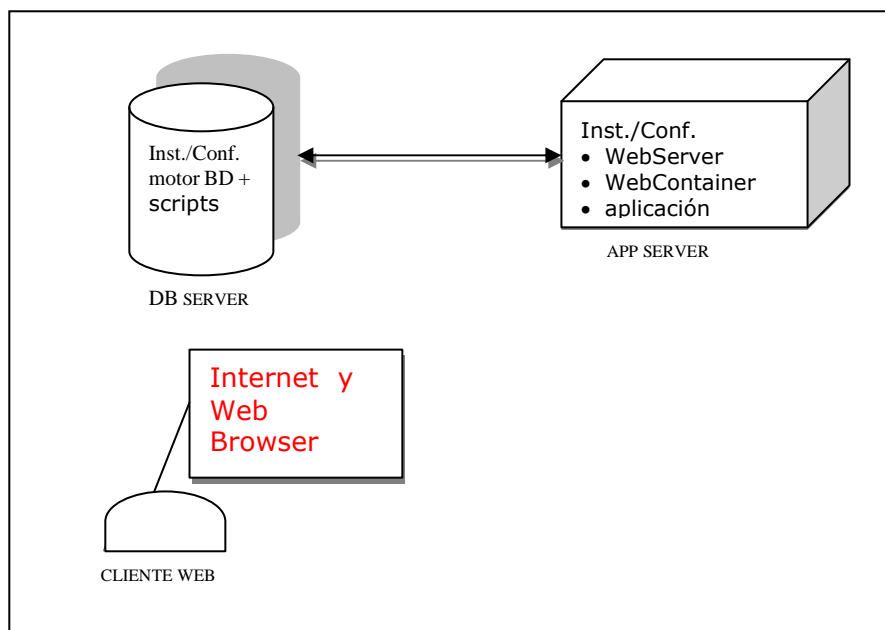 Inst./Conf.
motor BD +
scripts
DB SERVER
Inst./Conf.
• WebServer
• WebContainer
• aplicación
APP SERVER
Internet y
Web
Browser
CLIENTE WEB